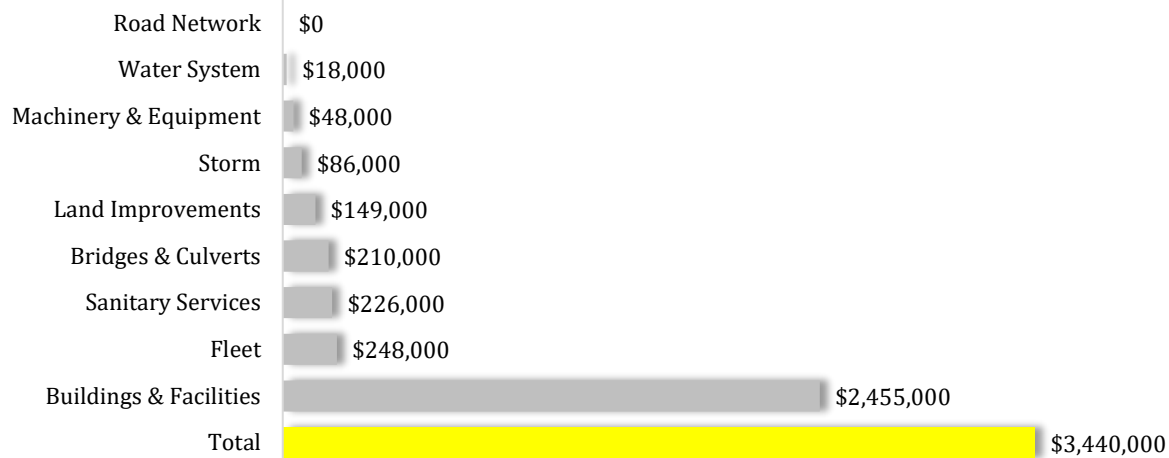 Road Network $0
Water System $18,000
Machinery & Equipment $48,000
Storm $86,000
Land Improvements $149,000
Bridges & Culverts $210,000
Sanitary Services $226,000
Fleet $248,000
Buildings & Facilities $2,455,000
Total $3,440,000